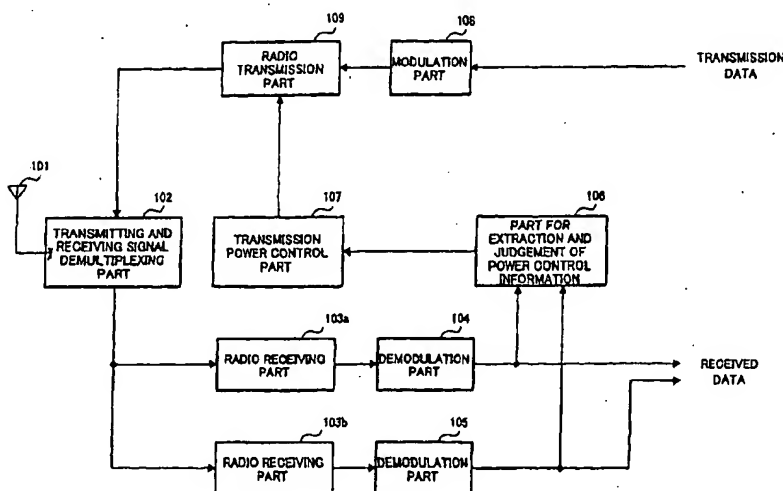 109
108
RADIO
TRANSMISSION
PART
MODULATION
PART
TRANSMISSION
DATA
101
102
107
106
TRANSMITTING AND
RECEIVING SIGNAL
DEMULTIPLEXING
PART
TRANSMISSION
POWER CONTROL
PART
PART FOR
EXTRACTION AND
JUDGEMENT OF
POWER CONTROL
INFORMATION
103a
104
RADIO RECEIVING
PART
DEMODULATION
PART
RECEIVED
DATA
103b
105
RADIO RECEIVING
PART
DEMODULATION
PART